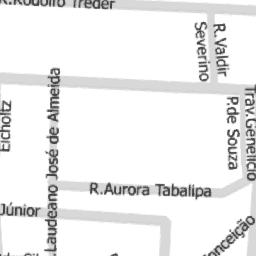 R.Rodolfo Treder
R.Valdir
Severino
Trav.Genelicio
P.de Souza
Eicholtz
Laudeano José de Almeida
R.Aurora Tabalipa
Júnior
Conceição